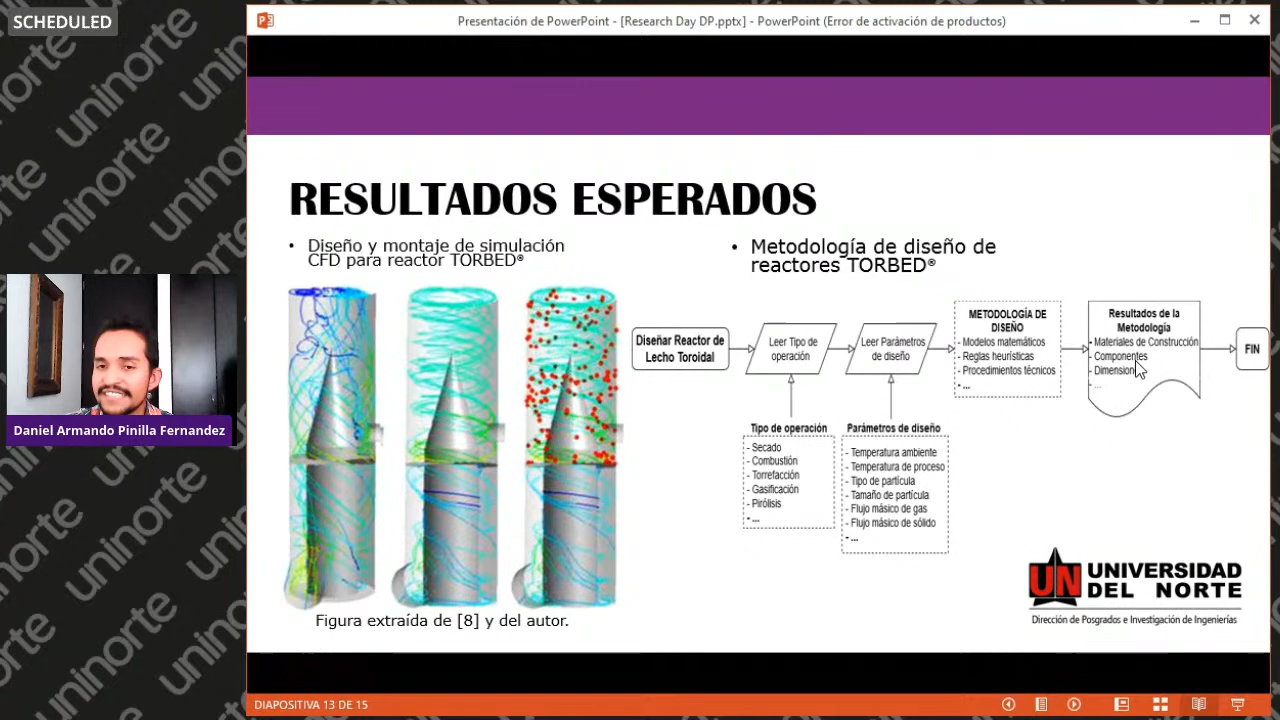 SCHEDULED
Presentación de PowerPoint - [Research Day DP.pptx] - PowerPoint (Error de activación de productos)
uninorte
uninorte
uninorte
uninorte
RESULTADOS ESPERADOS
• Diseño y montaje de simulación
CFD para reactor TORBED®
• Metodología de diseño de
reactores TORBED®
Diseñar Reactor de
Lecho Toroidal
Leer Tipo de
operación
Leer Parámetros
de diseño
METODOLOGÍA DE
DISEÑO
- Modelos matemáticos
- Reglas heurísticas
- Procedimientos técnicos
- ...
Resultados de la
Metodología
- Materiales de Construcción
- Componentes
- Dimension
- ...
FIN
Tipo de operación
- Secado
- Combustión
- Torrefacción
- Gasificación
- Pirólisis
- ...
Parámetros de diseño
- Temperatura ambiente
- Temperatura de proceso
- Tipo de partícula
- Tamaño de partícula
- Flujo másico de gas
- Flujo másico de sólido
- ...
Figura extraída de [8] y del autor.
UN UNIVERSIDAD
DEL NORTE
Dirección de Posgrados e Investigación de Ingenierías
Daniel Armando Pinilla Fernandez
DIAPOSITIVA 13 DE 15